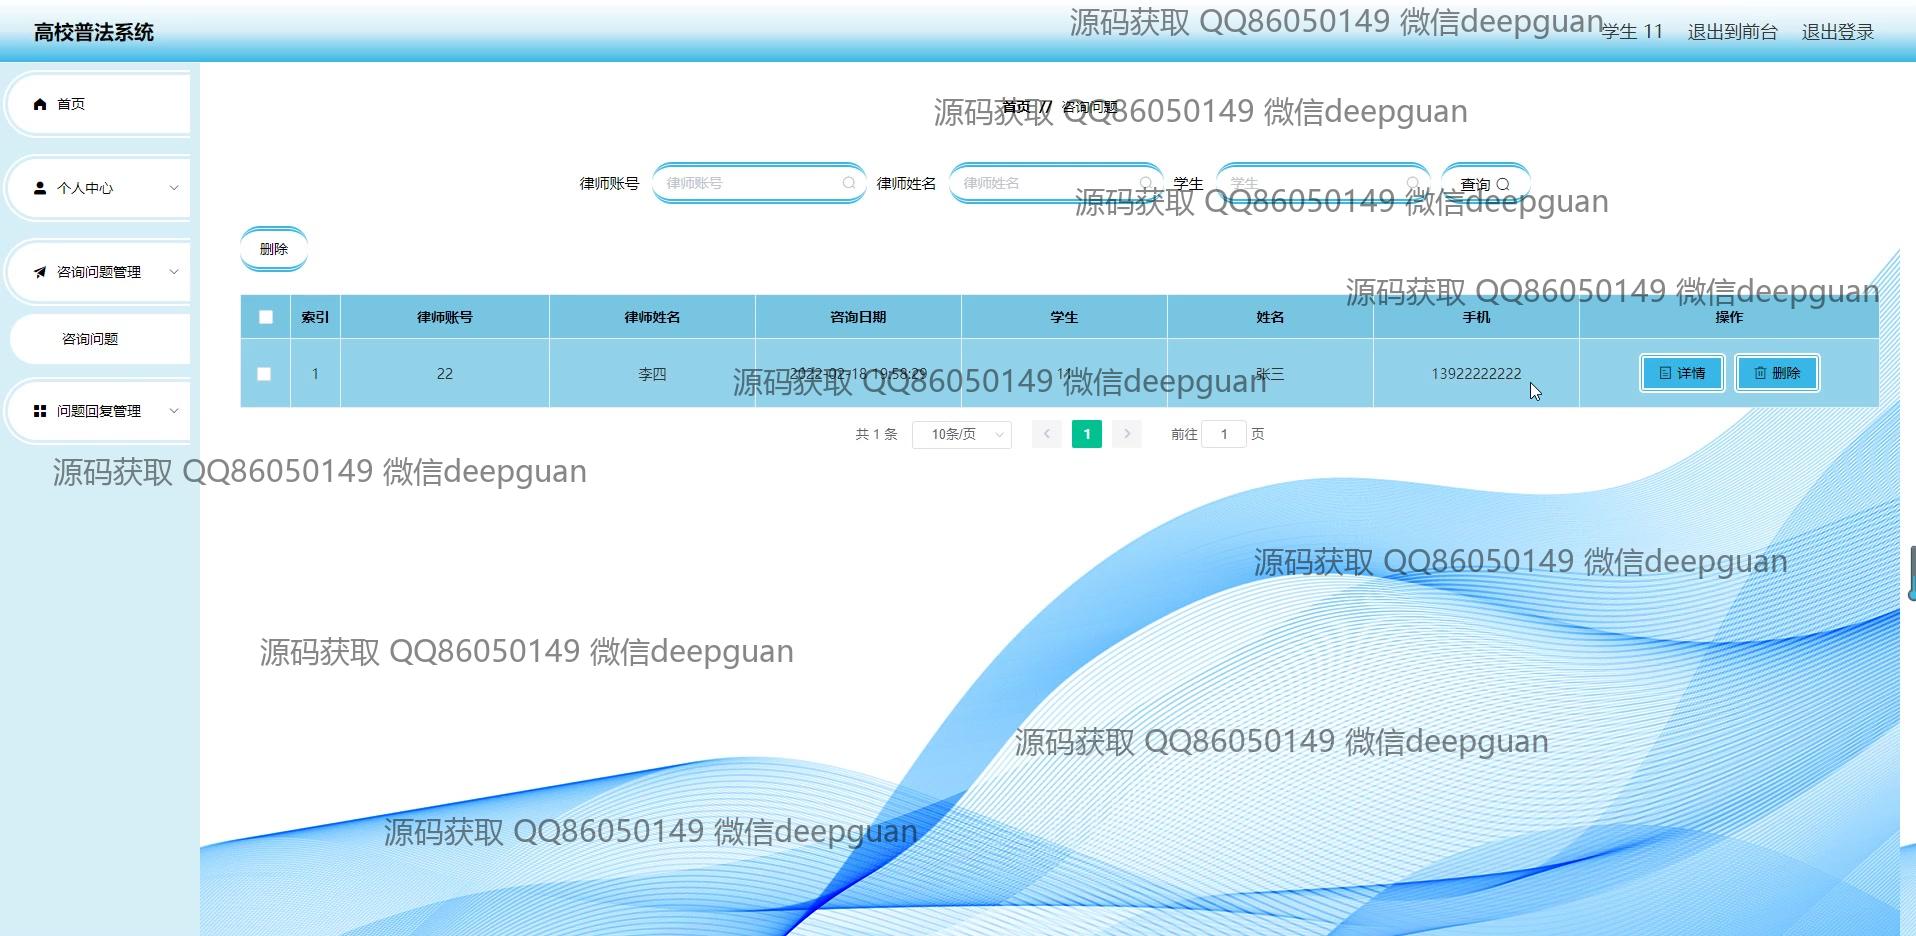 高校普法系统
源码获取 QQ86050149 微信deepguan
学生 11 退出到前台 退出登录
首页
首页 // 咨询问题
源码获取 QQ86050149 微信deepguan
个人中心
律师账号 律师账号 律师姓名 律师姓名 学生 学生 查询
源码获取 QQ86050149 微信deepguan
删除
咨询问题管理
源码获取 QQ86050149 微信deepguan
索引 律师账号 律师姓名 咨询日期 学生 姓名 手机 操作
咨询问题
1 22 李四 2022-02-18 19:58:29 11 张三 13922222222 详情 删除
源码获取 QQ86050149 微信deepguan
问题回复管理
共 1 条 10条/页 1 前往 1 页
源码获取 QQ86050149 微信deepguan
源码获取 QQ86050149 微信deepguan
源码获取 QQ86050149 微信deepguan
源码获取 QQ86050149 微信deepguan
源码获取 QQ86050149 微信deepguan